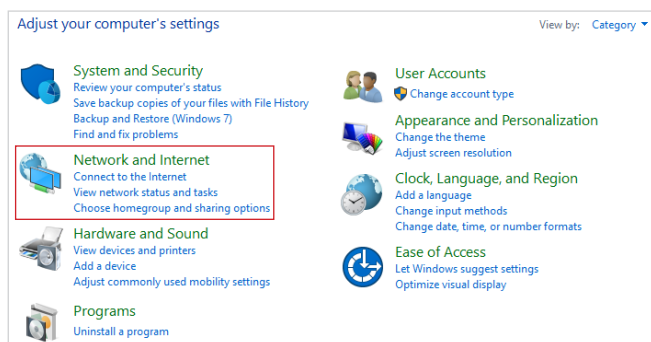 Adjust your computer's settings
View by: Category
System and Security
Review your computer's status
Save backup copies of your files with File History
Backup and Restore (Windows 7)
Find and fix problems
Network and Internet
Connect to the Internet
View network status and tasks
Choose homegroup and sharing options
Hardware and Sound
View devices and printers
Add a device
Adjust commonly used mobility settings
Programs
Uninstall a program
User Accounts
Change account type
Appearance and Personalization
Change the theme
Adjust screen resolution
Clock, Language, and Region
Add a language
Change input methods
Change date, time, or number formats
Ease of Access
Let Windows suggest settings
Optimize visual display